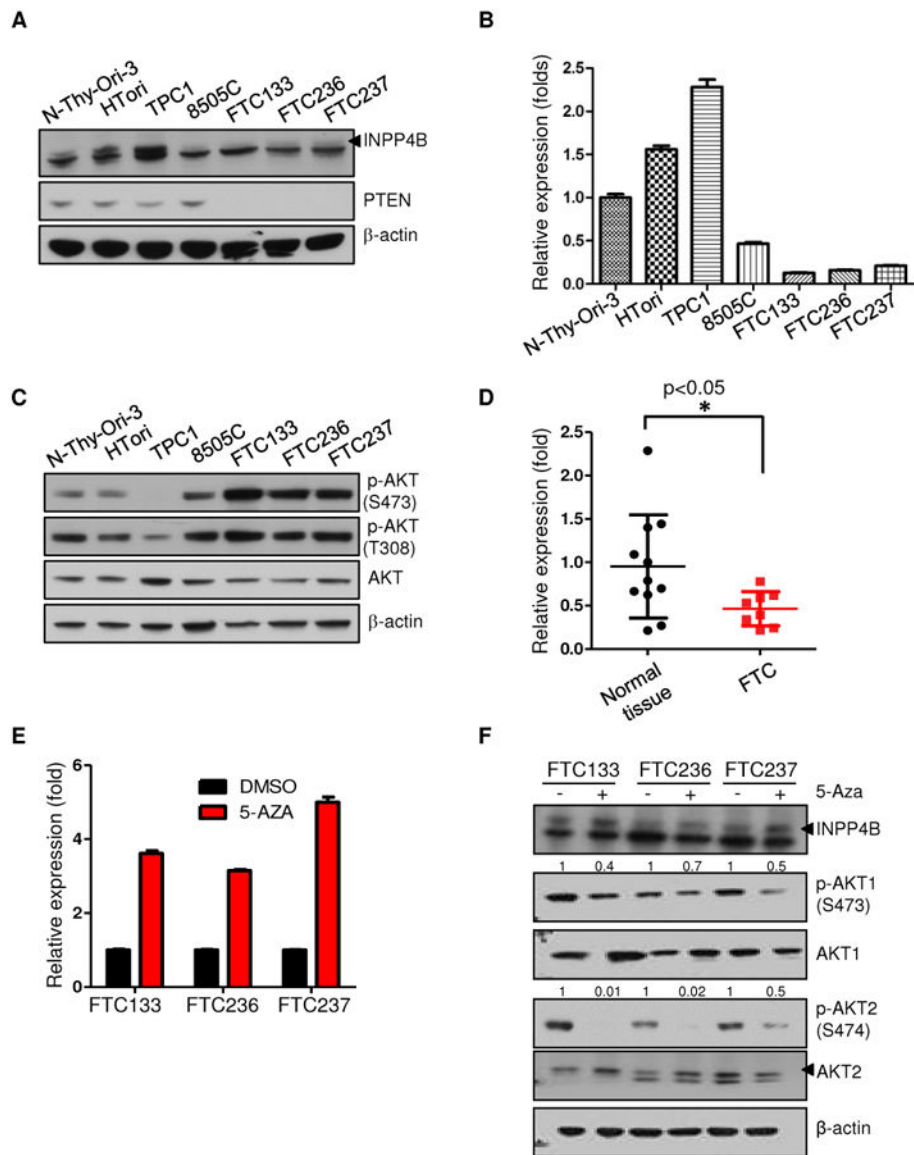 A
N-Thy-Ori-3 HTori TPC1 8505C FTC133 FTC236 FTC237
INPP4B
PTEN
β-actin
B
Relative expression (folds)
2.5
2.0
1.5
1.0
0.5
0.0
N-Thy-Ori-3 HTori TPC1 8505C FTC133 FTC236 FTC237
C
N-Thy-Ori-3 HTori TPC1 8505C FTC133 FTC236 FTC237
p-AKT
(S473)
p-AKT
(T308)
AKT
β-actin
D
p<0.05
*
Relative expression (fold)
2.5
2.0
1.5
1.0
0.5
0.0
Normal
tissue
FTC
E
Relative expression (fold)
6
4
2
0
DMSO
5-AZA
FTC133 FTC236 FTC237
F
FTC133 FTC236 FTC237
- + - + - + 5-Aza
INPP4B
1 0.4 1 0.7 1 0.5
p-AKT1
(S473)
AKT1
1 0.01 1 0.02 1 0.5
p-AKT2
(S474)
AKT2
β-actin